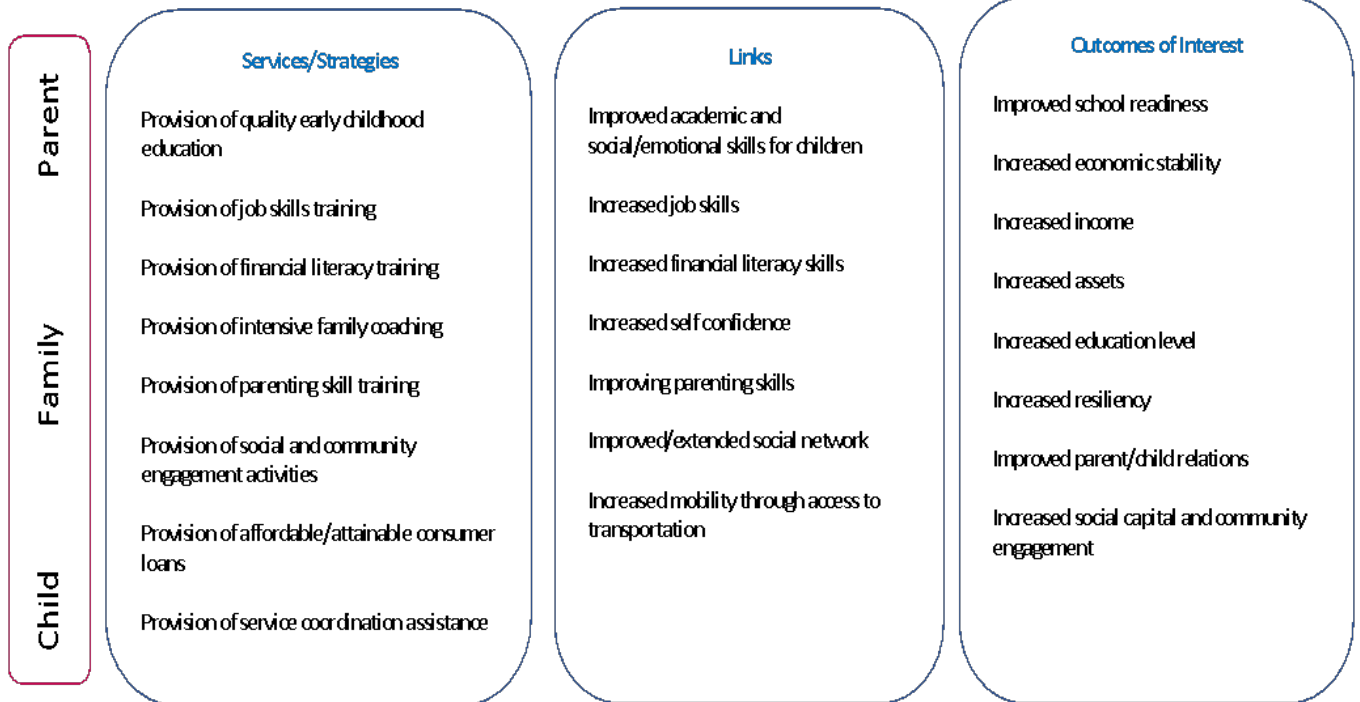 Parent
Family
Child
Services/Strategies
Provision of quality early childhood
education
Provision of job skills training
Provision of financial literacy training
Provision of intensive family coaching
Provision of parenting skill training
Provision of social and community
engagement activities
Provision of affordable/attainable consumer
loans
Provision of service coordination assistance
Links
Improved academic and
social/emotional skills for children
Increased job skills
Increased financial literacy skills
Increased self confidence
Improving parenting skills
Improved/extended social network
Increased mobility through access to
transportation
Outcomes of Interest
Improved school readiness
Increased economic stability
Increased income
Increased assets
Increased education level
Increased resiliency
Improved parent/child relations
Increased social capital and community
engagement